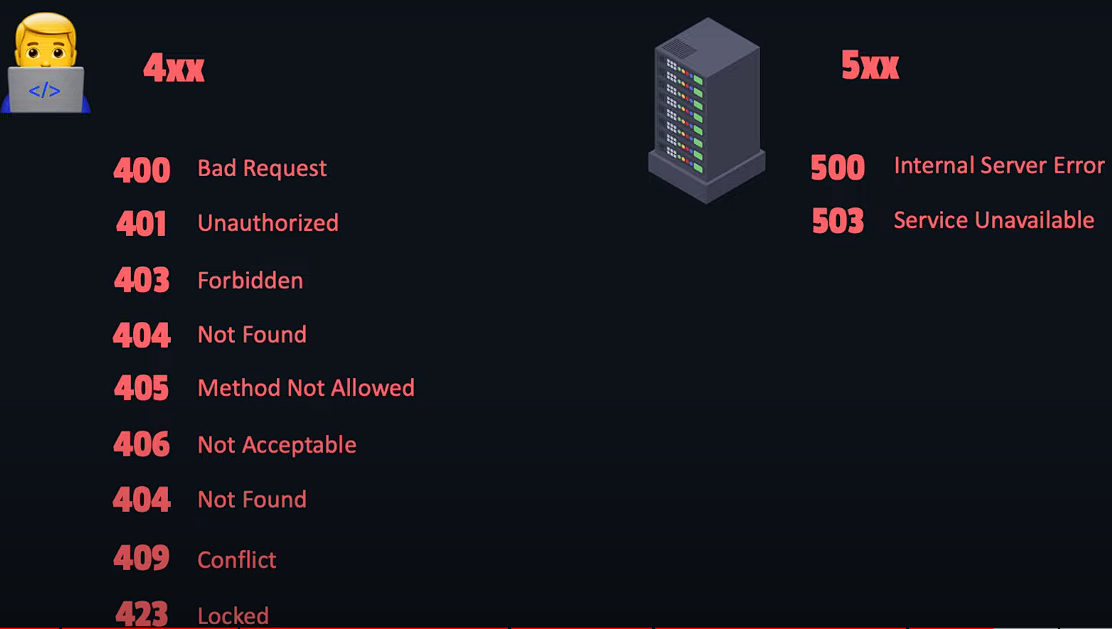 4xx
</>
400 Bad Request
401 Unauthorized
403 Forbidden
404 Not Found
405 Method Not Allowed
406 Not Acceptable
404 Not Found
409 Conflict
423 Locked
5xx
500 Internal Server Error
503 Service Unavailable